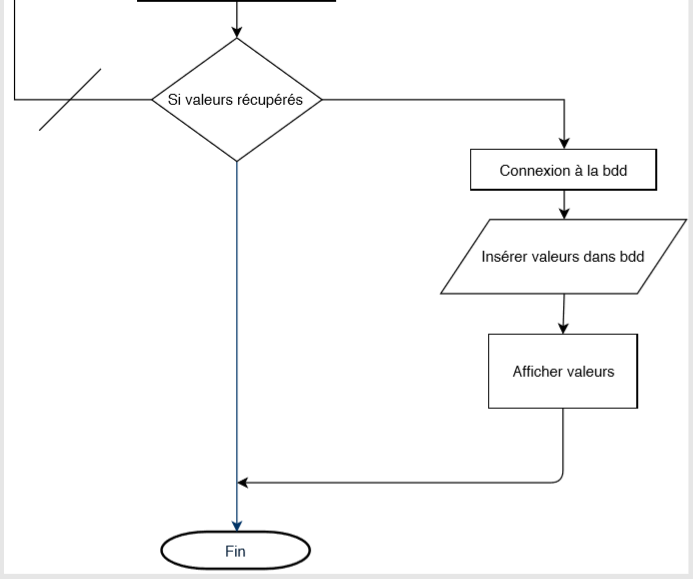 Si valeurs récupérés
Connexion à la bdd
Insérer valeurs dans bdd
Afficher valeurs
Fin